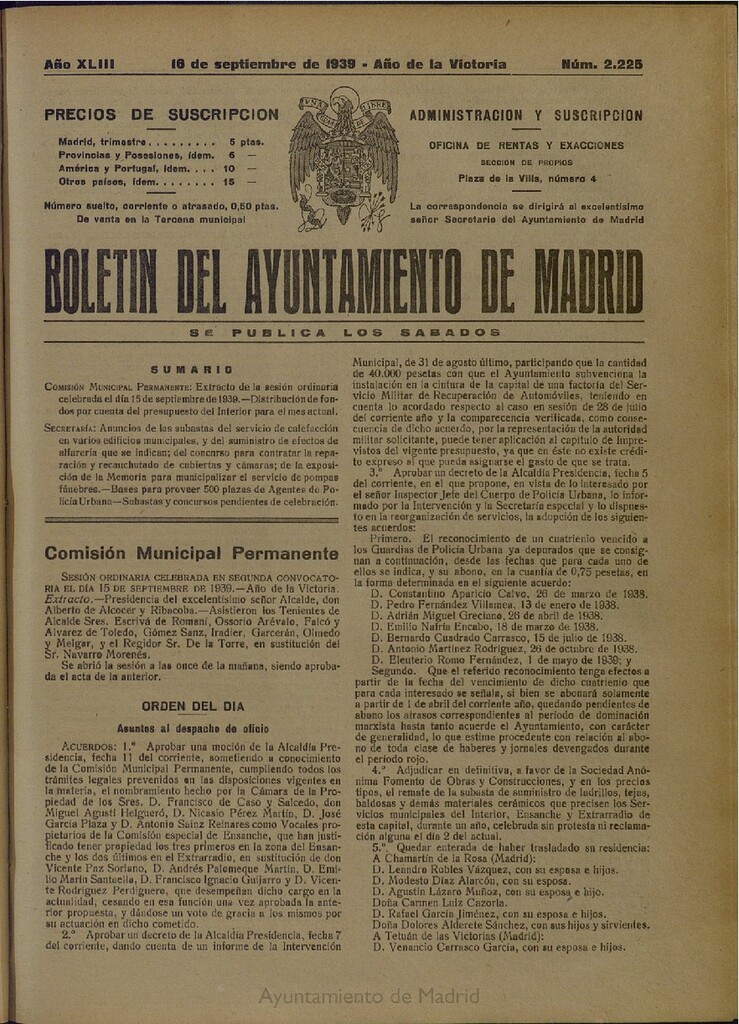 Año XLIII 16 de septiembre de 1939 - Año de la Victoria Núm. 2.225
PRECIOS DE SUSCRIPCION
Madrid, trimestre . . . . . . . . . 5 ptas.
Provincias y Posesiones, ídem. 6 —
América y Portugal, ídem. . . . 10 —
Otros países, ídem. . . . . . . . 15 —
Número suelto, corriente o atrasado, 0,50 ptas.
De venta en la Tercena municipal
UNA
LIBRE
ADMINISTRACION Y SUSCRIPCION
OFICINA DE RENTAS Y EXACCIONES
SECCION DE PROPIOS
Plaza de la Villa, número 4
La correspondencia se dirigirá al excelentísimo
señor Secretario del Ayuntamiento de Madrid
BOLETIN DEL AYUNTAMIENTO DE MADRID
SE PUBLICA LOS SABADOS
SUMARIO
COMISIÓN MUNICIPAL PERMANENTE: Extracto de la sesión ordinaria
celebrada el día 15 de septiembre de 1939.—Distribución de fon-
dos por cuenta del presupuesto del Interior para el mes actual.
SECRETARÍA: Anuncios de las subastas del servicio de calefacción
en varios edificios municipales, y del suministro de efectos de
alfarería que se indican; del concurso para contratar la repa-
ración y recauchutado de cubiertas y cámaras; de la exposi-
ción de la Memoria para municipalizar el servicio de pompas
fúnebres.—Bases para proveer 500 plazas de Agentes de Po-
licía Urbana—Subastas y concursos pendientes de celebración.
Comisión Municipal Permanente
SESIÓN ORDINARIA CELEBRADA EN SEGUNDA CONVOCATO-
RIA EL DÍA 15 DE SEPTIEMBRE DE 1939.—Año de la Victoria.
Extracto.—Presidencia del excelentísimo señor Alcalde, don
Alberto de Alcocer y Ribacoba.—Asistieron los Tenientes de
Alcalde Sres. Escrivá de Romaní, Ossorio Arévalo, Falcó y
Alvarez de Toledo, Gómez Sanz, Iradier, Garcerán, Olmedo
y Melgar, y el Regidor Sr. De la Torre, en sustitución del
Sr. Navarro Morenés.
Se abrió la sesión a las once de la mañana, siendo aproba-
da el acta de la anterior.
ORDEN DEL DIA
Asuntos al despacho de oficio
ACUERDOS: 1.º Aprobar una moción de la Alcaldía Pre-
sidencia, fecha 11 del corriente, sometiendo a conocimiento
de la Comisión Municipal Permanente, cumpliendo todos los
trámites legales prevenidos en las disposiciones vigentes en
la materia, el nombramiento hecho por la Cámara de la Pro-
piedad de los Sres. D. Francisco de Caso y Salcedo, don
Miguel Agustí Helgueró, D. Nicasio Pérez Martín, D. José
García Plaza y D. Antonio Sainz Reinares como Vocales pro-
pietarios de la Comisión especial de Ensanche, que han justi-
ficado tener propiedad los tres primeros en la zona del Ensan-
che y los dos últimos en el Extrarradio, en sustitución de don
Vicente Paz Soriano, D. Andrés Palomeque Martín, D. Emi-
lio Marín Santuella, D. Francisco Ignacio Guijarro y D. Vicen-
te Rodríguez Perdiguero, que desempeñan dicho cargo en la
actualidad, cesando en esa función una vez aprobada la ante-
rior propuesta, y dándose un voto de gracia a los mismos por
su actuación en dicho cometido.
2.º Aprobar un decreto de la Alcaldía Presidencia, fecha 7
del corriente, dando cuenta de un informe de la Intervención
Municipal, de 31 de agosto último, participando que la cantidad
de 40.000 pesetas con que el Ayuntamiento subvenciona la
instalación en la cintura de la capital de una factoría del Ser-
vicio Militar de Recuperación de Automóviles, teniendo en
cuenta lo acordado respecto al caso en sesión de 28 de julio
del corriente año y la comparecencia verificada, como conse-
cuencia de dicho acuerdo, por la representación de la autoridad
militar solicitante, puede tener aplicación al capítulo de Impre-
vistos del vigente presupuesto, ya que en éste no existe crédi-
to expreso al que pueda asignarse el gasto de que se trata.
3.º Aprobar un decreto de la Alcaldía Presidencia, fecha 5
del corriente, en el que propone, en vista de lo interesado por
el señor Inspector Jefe del Cuerpo de Policía Urbana, lo infor-
mado por la Intervención y la Secretaría especial y lo dispues-
to en la reorganización de servicios, la adopción de los siguien-
tes acuerdos:
Primero. El reconocimiento de un cuatrienio vencido a
los Guardias de Policía Urbana ya depurados que se consig-
nan a continuación, desde las fechas que para cada uno de
ellos se indica, y su abono, en la cuantía de 0,75 pesetas, en
la forma determinada en el siguiente acuerdo:
D. Constantino Aparicio Calvo, 26 de marzo de 1938.
D. Pedro Fernández Villamea, 13 de enero de 1938.
D. Adrián Miguel Greciano, 26 de abril de 1938.
D. Emilio Nafría Encabo, 18 de marzo de 1938.
D. Bernardo Cuadrado Carrasco, 15 de julio de 1938.
D. Antonio Martínez Rodríguez, 26 de octubre de 1938.
D. Eleuterio Romo Fernández, 1 de mayo de 1939; y
Segundo. Que el referido reconocimiento tenga efectos a
partir de la fecha del vencimiento de dicho cuatrienio que
para cada interesado se señala, si bien se abonará solamente
a partir de 1 de abril del corriente año, quedando pendientes de
abono los atrasos correspondientes al período de dominación
marxista hasta tanto acuerde el Ayuntamiento, con carácter
de generalidad, lo que estime procedente con relación al abo-
no de toda clase de haberes y jornales devengados durante
el período rojo.
4.º Adjudicar en definitiva, a favor de la Sociedad Anó-
nima Fomento de Obras y Construcciones, y en los precios
tipos, el remate de la subasta de suministro de ladrillos, tejas,
baldosas y demás materiales cerámicos que precisen los Ser-
vicios municipales del Interior, Ensanche y Extrarradio de
esta capital, durante un año, celebrada sin protesta ni reclama-
ción alguna el día 2 del actual.
5.º Quedar enterada de haber trasladado su residencia:
A Chamartín de la Rosa (Madrid):
D. Leandro Robles Vázquez, con su esposa e hijos.
D. Modesto Díaz Alarcón, con su esposa.
D. Agustín Lázaro Muñoz, con su esposa e hijo.
Doña Carmen Luiz Cazorla.
D. Rafael García Jiménez, con su esposa e hijos.
Doña Dolores Alderete Sánchez, con sus hijos y sirvientes.
A Tetuán de las Victorias (Madrid):
D. Venancio Carrasco García, con su esposa e hijos.
Ayuntamiento de Madrid